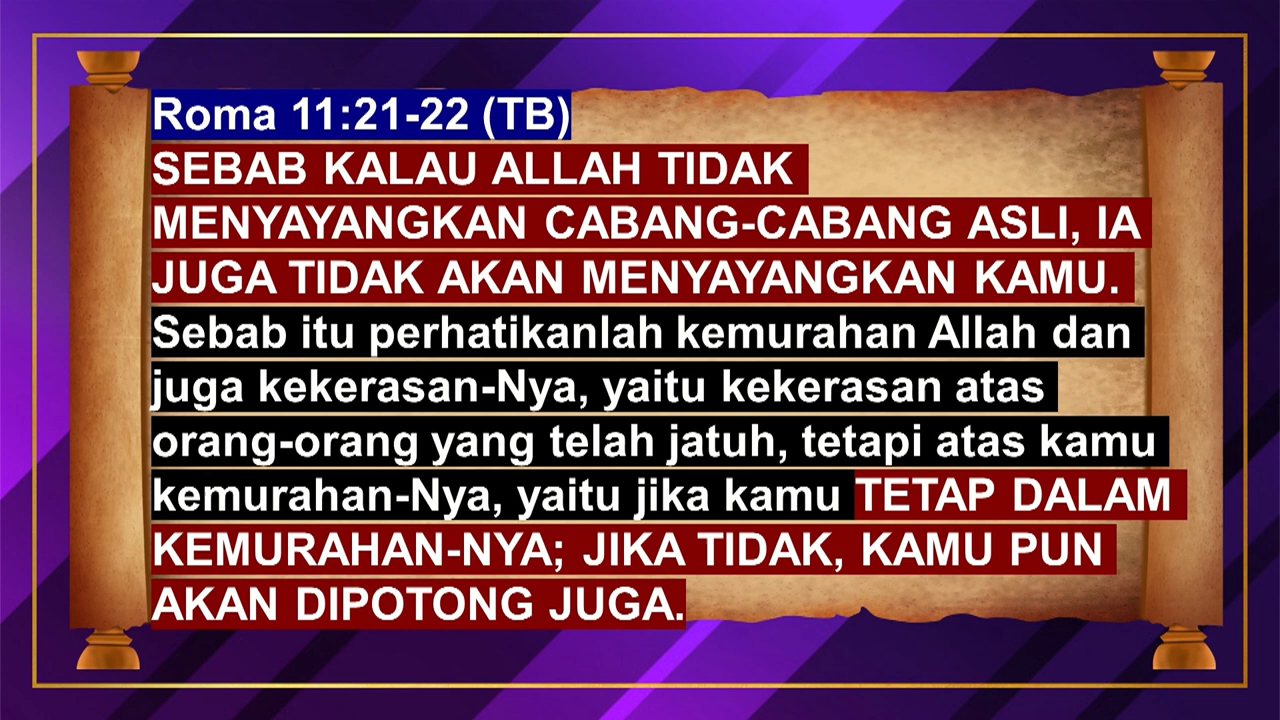 Roma 11:21-22 (TB)
SEBAB KALAU ALLAH TIDAK
MENYAYANGKAN CABANG-CABANG ASLI, IA
JUGA TIDAK AKAN MENYAYANGKAN KAMU.
Sebab itu perhatikanlah kemurahan Allah dan
juga kekerasan-Nya, yaitu kekerasan atas
orang-orang yang telah jatuh, tetapi atas kamu
kemurahan-Nya, yaitu jika kamu TETAP DALAM
KEMURAHAN-NYA; JIKA TIDAK, KAMU PUN
AKAN DIPOTONG JUGA.